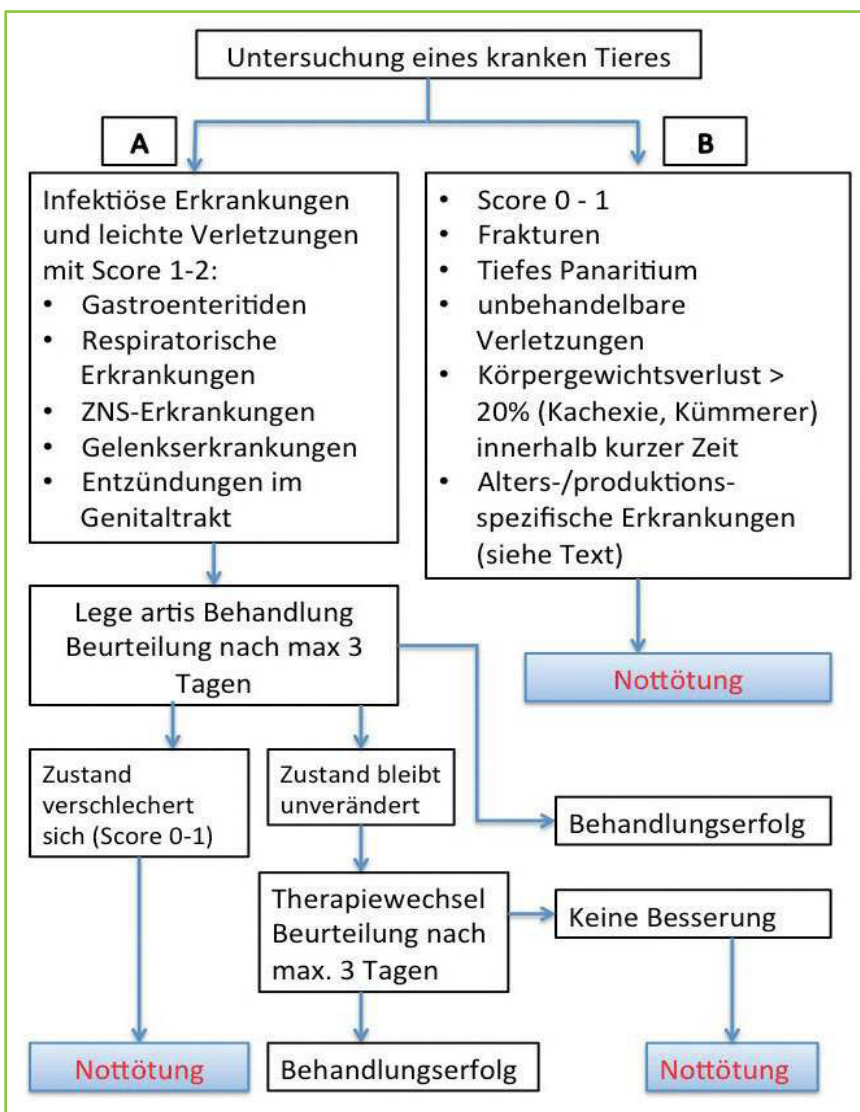 Untersuchung eines kranken Tieres
A
B
Infektiöse Erkrankungen
und leichte Verletzungen
mit Score 1-2:
• Gastroenteritiden
• Respiratorische
Erkrankungen
• ZNS-Erkrankungen
• Gelenkserkrankungen
• Entzündungen im
Genitaltrakt
• Score 0 - 1
• Frakturen
• Tiefes Panaritium
• unbehandelbare
Verletzungen
• Körpergewichtsverlust >
20% (Kachexie, Kümmerer)
innerhalb kurzer Zeit
• Alters-/produktions-
spezifische Erkrankungen
(siehe Text)
Lege artis Behandlung
Beurteilung nach max 3
Tagen
Nottötung
Zustand
verschlechert
sich (Score 0-1)
Zustand bleibt
unverändert
Behandlungserfolg
Therapiewechsel
Beurteilung nach
max. 3 Tagen
Keine Besserung
Nottötung
Behandlungserfolg
Nottötung